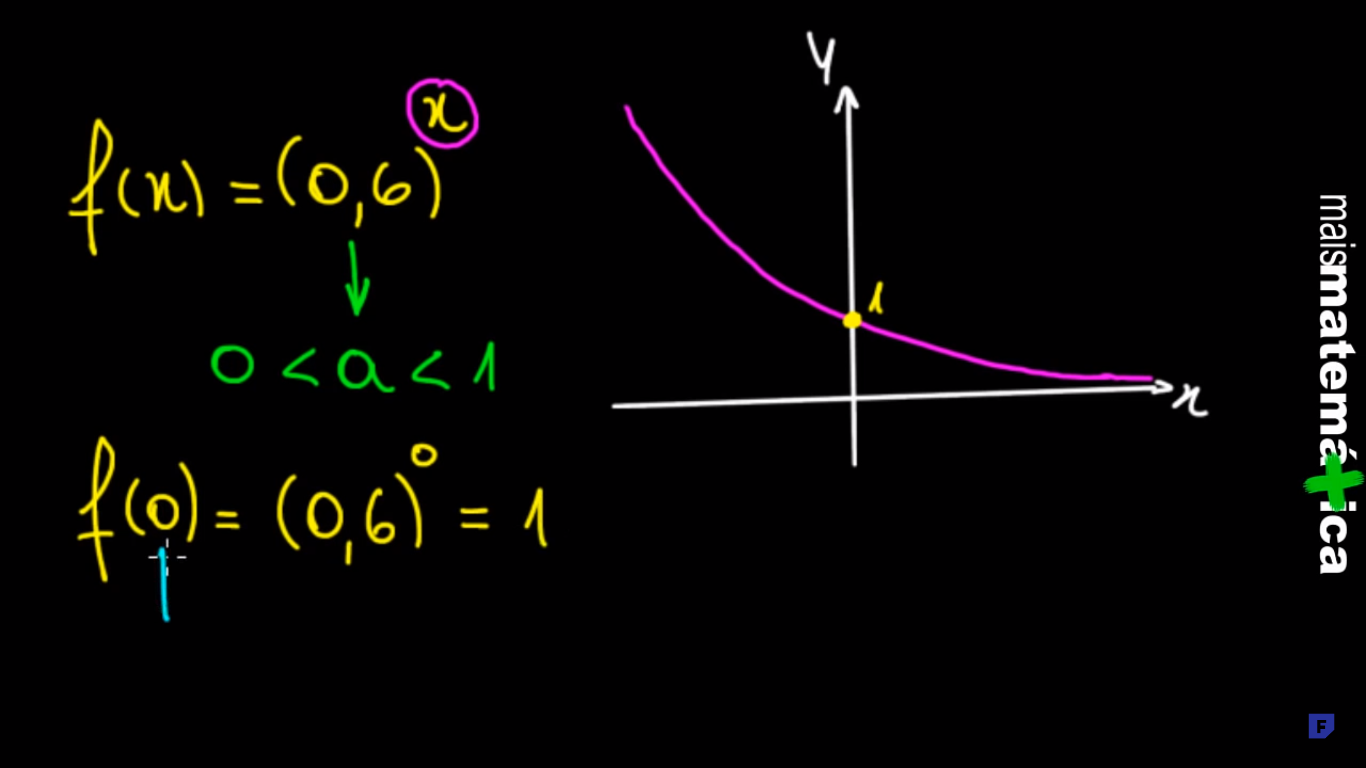 f(x) = (0,6)^x
0 < a < 1
f(0) = (0,6)^0 = 1
y
1
x
maismatemática
F